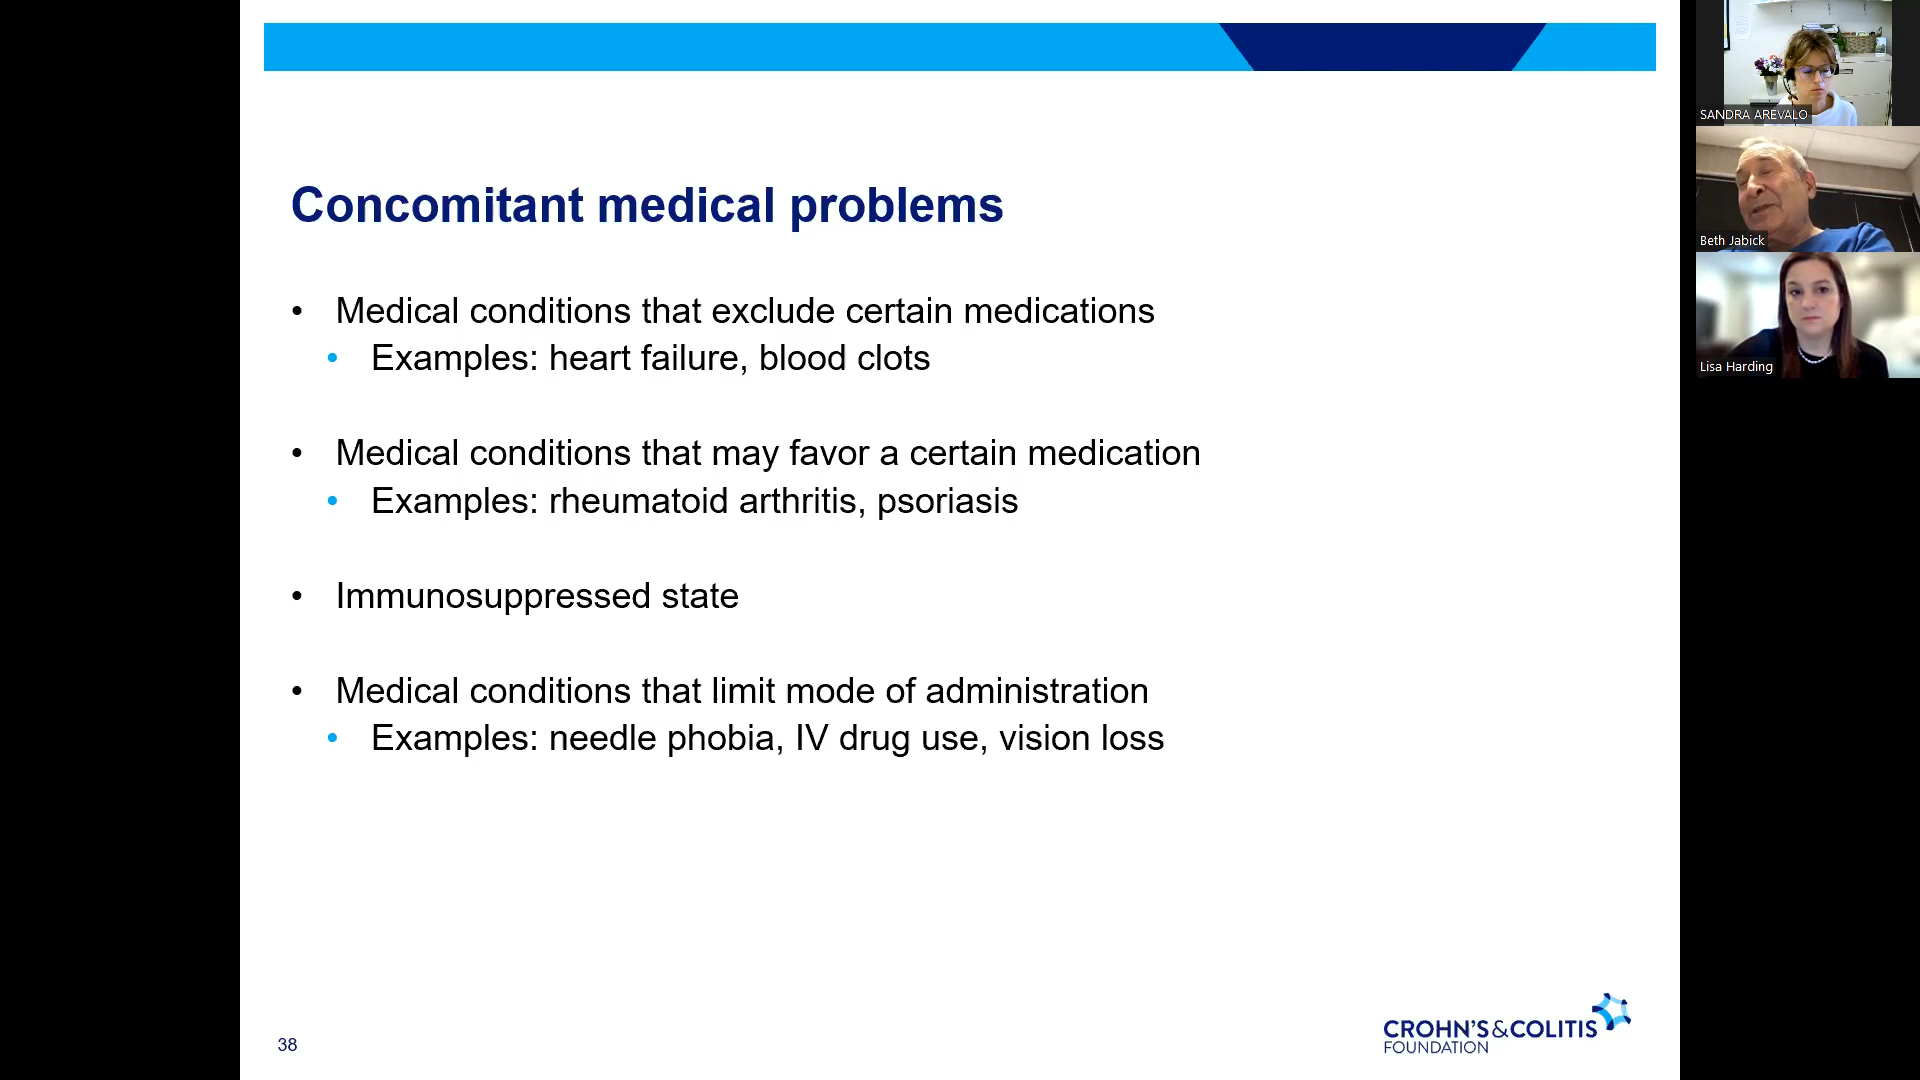 Concomitant medical problems
• Medical conditions that exclude certain medications
• Examples: heart failure, blood clots
• Medical conditions that may favor a certain medication
• Examples: rheumatoid arthritis, psoriasis
• Immunosuppressed state
• Medical conditions that limit mode of administration
• Examples: needle phobia, IV drug use, vision loss
38
CROHN'S & COLITIS
FOUNDATION
SANDRA AREVALO
Beth Jabick
Lisa Harding